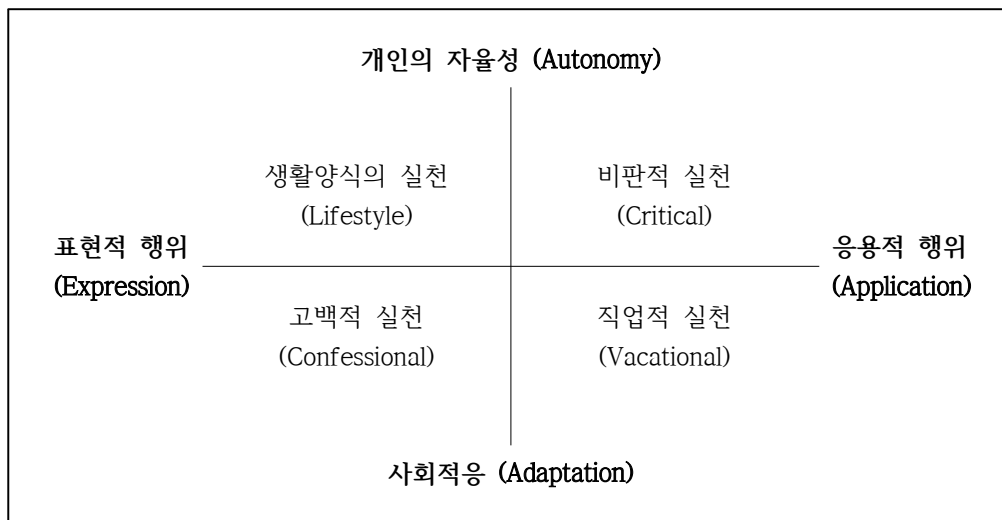 개인의 자율성 (Autonomy)
생활양식의 실천
(Lifestyle)
비판적 실천
(Critical)
표현적 행위
(Expression)
응용적 행위
(Application)
고백적 실천
(Confessional)
직업적 실천
(Vacational)
사회적응 (Adaptation)